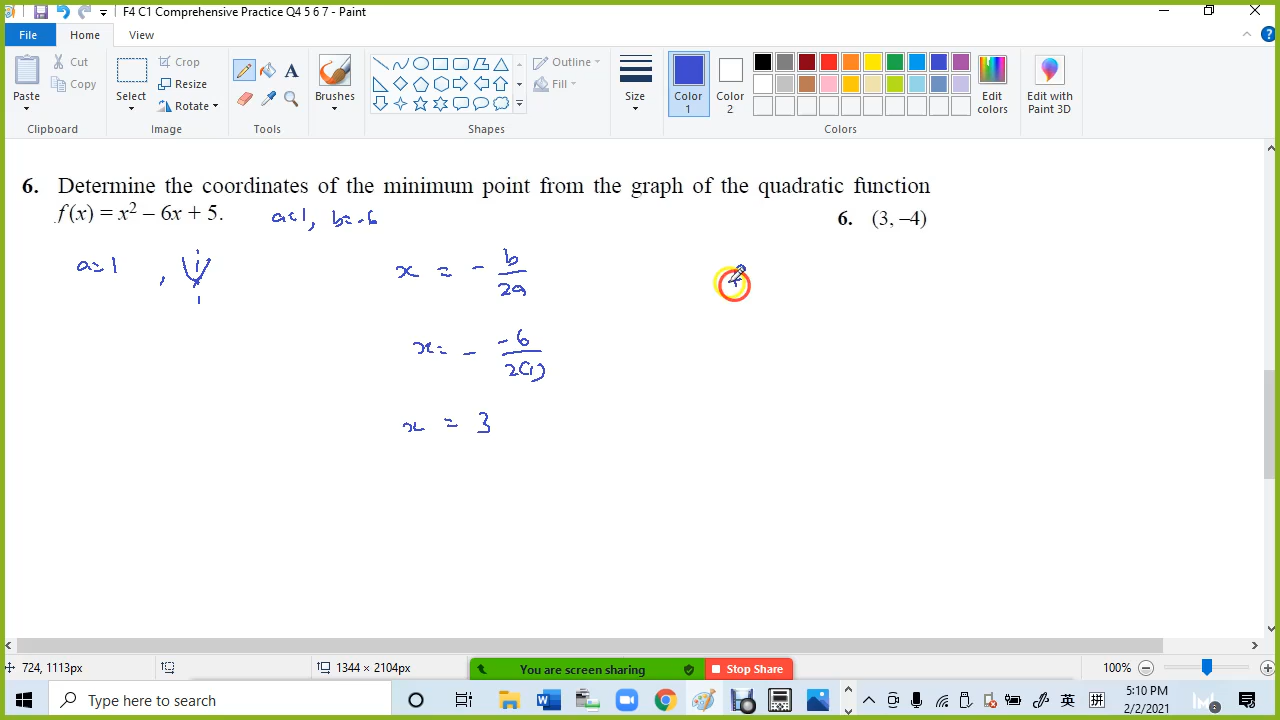 F4 C1 Comprehensive Practice Q4 5 6 7 - Paint
File Home View
Paste Cut Copy Clipboard
Select Crop Resize Rotate Image
Tools
Brushes
Outline Fill Shapes
Size
Color 1 Color 2 Edit colors Edit with Paint 3D Colors
6. Determine the coordinates of the minimum point from the graph of the quadratic function
f(x) = x² – 6x + 5. a=1, b=-6 6. (3, –4)
a=1 , x = - b/2a
x = - -6/2(1)
x = 3
724, 1113px 1344 × 2104px You are screen sharing Stop Share 100%
Type here to search 英 拼 5:10 PM
2/2/2021